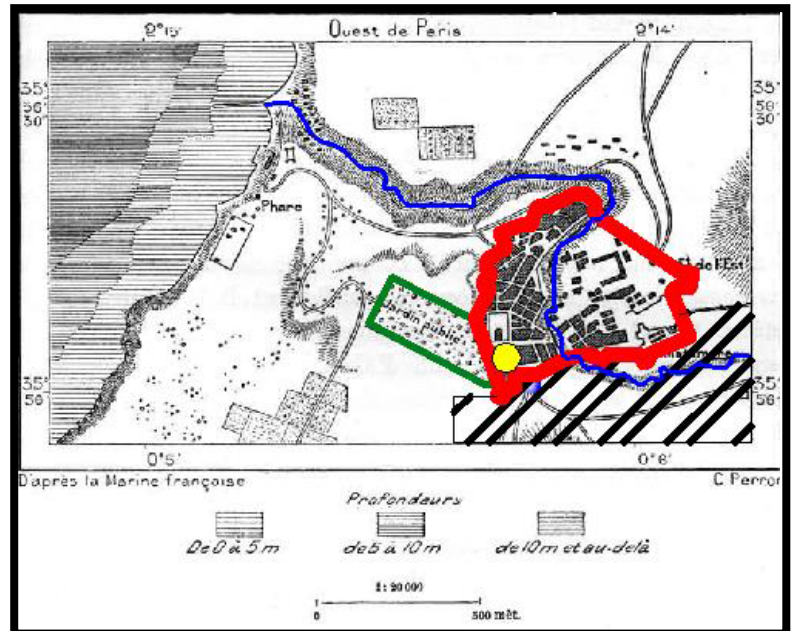 2°15' Ouest de Paris 2°14'
35° 35°
56' 56'
30" 30"
Phare
de l'Est
Jardin public
35° 35°
56' 56'
0°5' 0°6'
D'après la Marine française C. Perron
Profondeurs
De 0 à 5 m de 5 à 10 m de 10 m et au-delà
1:20 000
0 500 mèt.